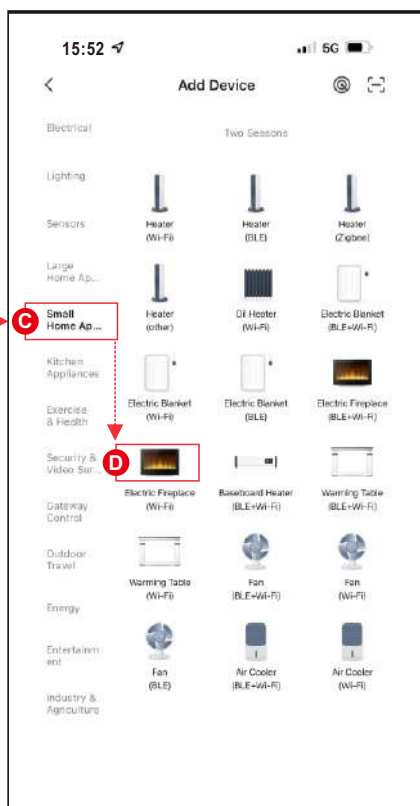 15:52
5G
Add Device
Electrical
Two Seasons
Lighting
Sensors
Heater
(Wi-Fi)
Heater
(BLE)
Heater
(Zigbee)
Large
Home Ap...
C
Small
Home Ap...
Heater
(other)
Oil Heater
(Wi-Fi)
Electric Blanket
(BLE+Wi-Fi)
Kitchen
Appliances
Exercise
& Health
Electric Blanket
(Wi-Fi)
Electric Blanket
(BLE)
Electric Fireplace
(BLE+Wi-Fi)
Security &
Video Sur...
D
Gateway
Control
Electric Fireplace
(Wi-Fi)
Baseboard Heater
(BLE+Wi-Fi)
Warming Table
(BLE+Wi-Fi)
Outdoor
Travel
Warming Table
(Wi-Fi)
Fan
(BLE+Wi-Fi)
Fan
(Wi-Fi)
Energy
Entertainm
ent
Fan
(BLE)
Air Cooler
(BLE+Wi-Fi)
Air Cooler
(Wi-Fi)
Industry &
Agriculture